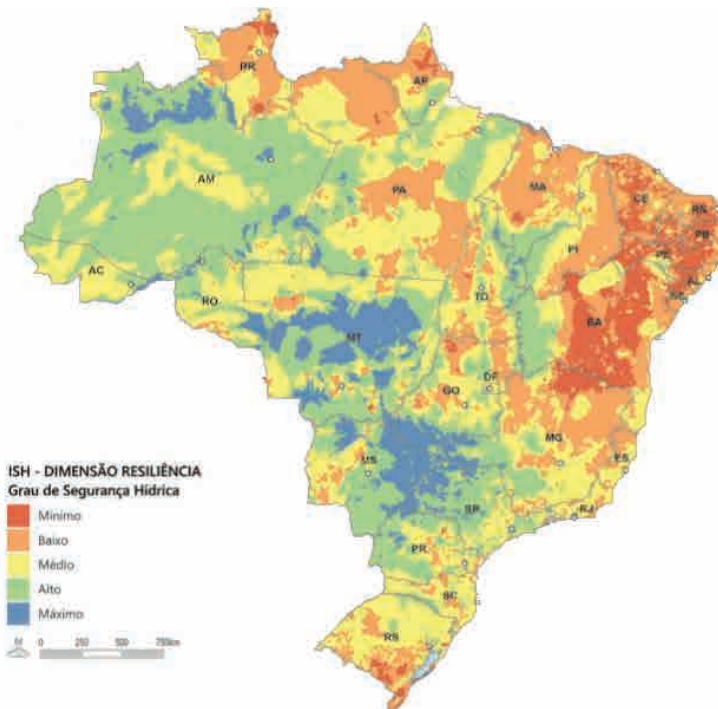 RR
AP
AM
PA
MA
CE
RN
PB
PE
AL
SE
PI
AC
RO
TO
BA
MT
GO
DF
MG
ES
MS
SP
RJ
PR
SC
RS
ISH - DIMENSÃO RESILIÊNCIA
Grau de Segurança Hídrica
Mínimo
Baixo
Médio
Alto
Máximo
0 250 500 750km